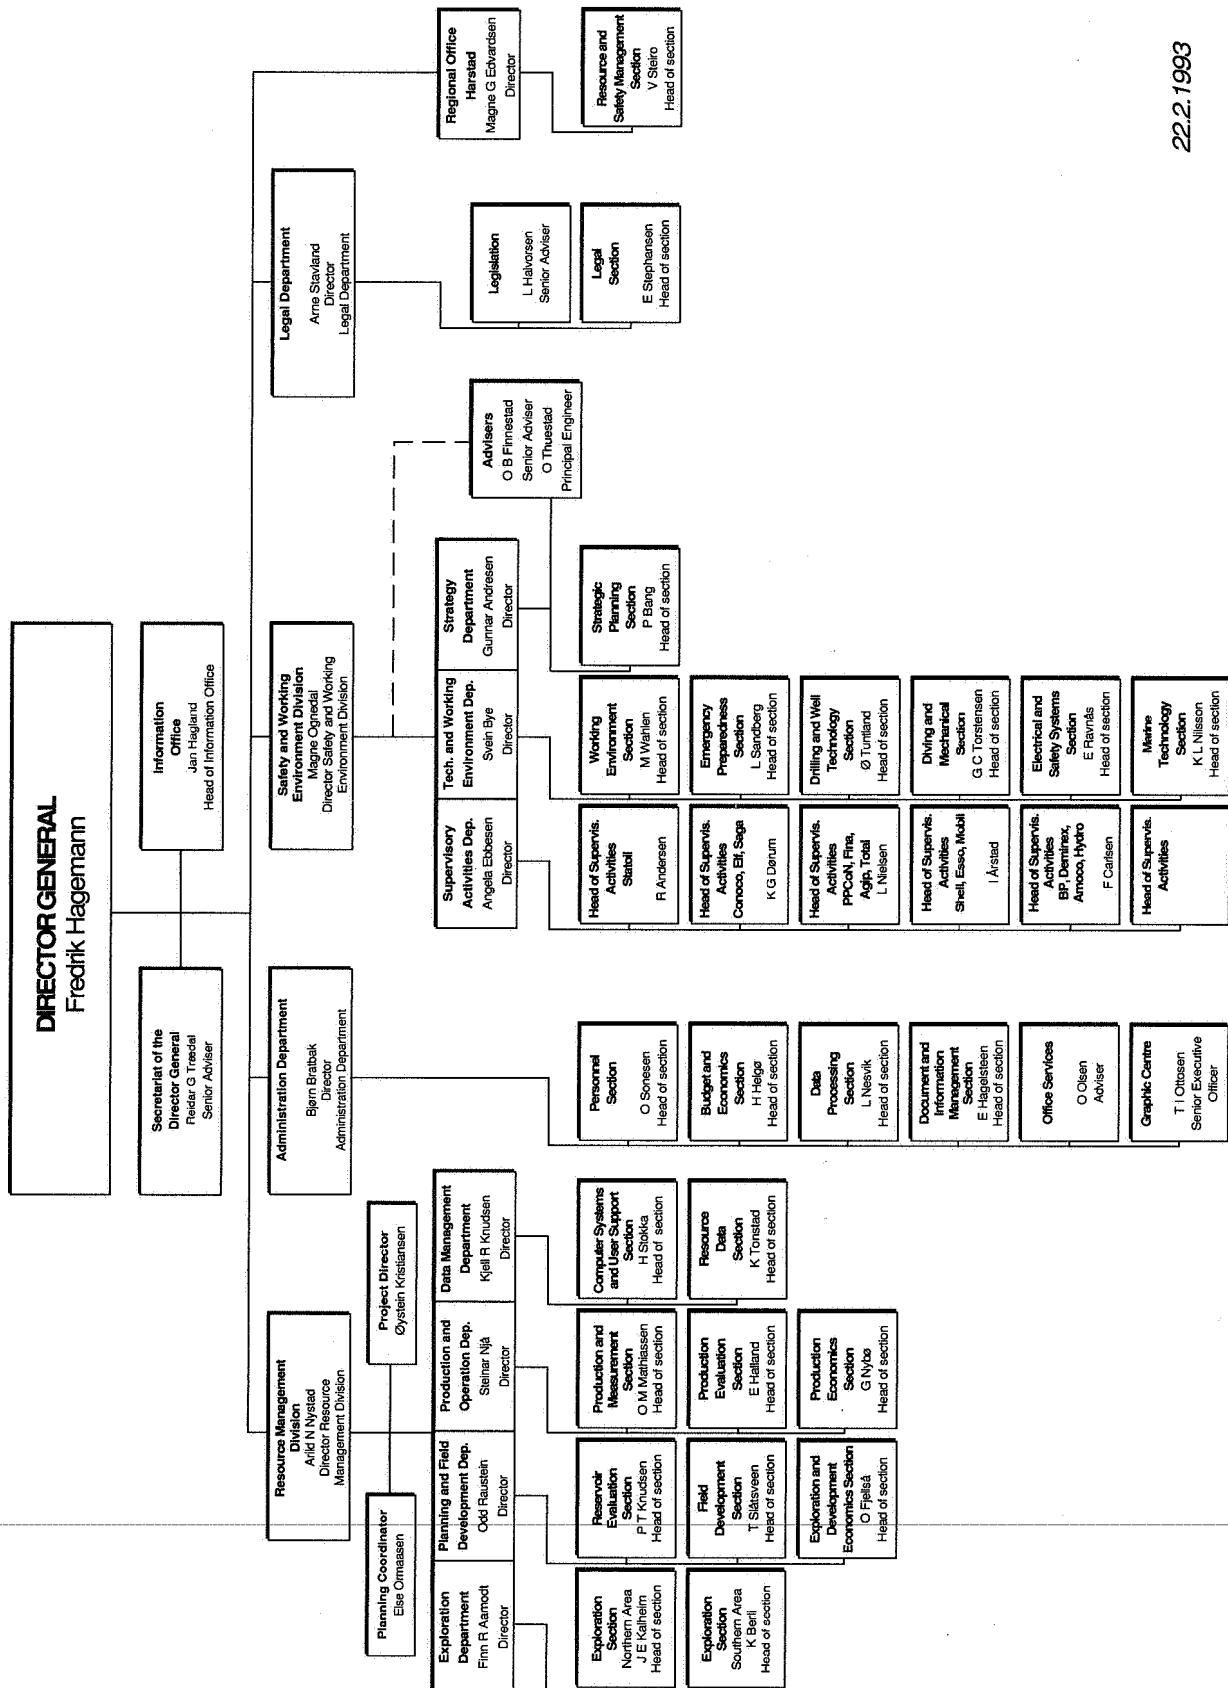 DIRECTOR GENERAL
Fredrik Hagemann
Secretariat of the
Director General
Reidar G Trædal
Senior Adviser
Information
Office
Jan Hagland
Head of Information Office
Resource Management
Division
Arild N Nystad
Director Resource
Management Division
Administration Department
Bjørn Bratbak
Director
Administration Department
Safety and Working
Environment Division
Magne Ognedal
Director Safety and Working
Environment Division
Legal Department
Arne Stavland
Director
Legal Department
Regional Office
Harstad
Magne G Edvardsen
Director
Planning Coordinator
Else Ormaasen
Project Director
Øystein Kristiansen
Exploration
Department
Finn R Aamodt
Director
Planning and Field
Development Dep.
Odd Raustein
Director
Production and
Operation Dep.
Steinar Njå
Director
Data Management
Department
Kjell R Knudsen
Director
Supervisory
Activities Dep.
Angela Ebbesen
Director
Tech. and Working
Environment Dep.
Svein Bye
Director
Strategy
Department
Gunnar Andresen
Director
Advisers
O B Finnestad
Senior Adviser
O Thuestad
Principal Engineer
Legislation
L Halvorsen
Senior Adviser
Legal
Section
E Stephansen
Head of section
Resource and
Safety Management
Section
V Steiro
Head of section
Exploration
Section
Northern Area
J E Kalheim
Head of section
Exploration
Section
Southern Area
K Berli
Head of section
Reservoir
Evaluation
Section
P T Knudsen
Head of section
Field
Development
Section
T Slåtsveen
Head of section
Exploration and
Development
Economics Section
O Fjellså
Head of section
Production and
Measurement
Section
O M Mathiassen
Head of section
Production
Evaluation
Section
E Halland
Head of section
Production
Economics
Section
G Nybø
Head of section
Computer Systems
and User Support
Section
H Stokka
Head of section
Resource
Data
Section
K Tonstad
Head of section
Personnel
Section
O Sonesen
Head of section
Budget and
Economics
Section
H Helgø
Head of section
Data
Processing
Section
L Nesvik
Head of section
Document and
Information
Management
Section
E Hagelsteen
Head of section
Office Services
O Olsen
Adviser
Graphic Centre
T I Ottosen
Senior Executive
Officer
Head of Supervis.
Activities
Statoil
R Andersen
Head of Supervis.
Activities
Conoco, Elf, Saga
K G Dørum
Head of Supervis.
Activities
PPCoN, Fina,
Agip, Total
L Nielsen
Head of Supervis.
Activities
Shell, Esso, Mobil
I Årstad
Head of Supervis.
Activities
BP, Deminex,
Amoco, Hydro
F Carlsen
Head of Supervis.
Activities
Working
Environment
Section
M Wahlen
Head of section
Emergency
Preparedness
Section
L Sandberg
Head of section
Drilling and Well
Technology
Section
Ø Tuntland
Head of section
Diving and
Mechanical
Section
G C Torstensen
Head of section
Electrical and
Safety Systems
Section
E Ravnås
Head of section
Marine
Technology
Section
K L Nilsson
Head of section
Strategic
Planning
Section
P Bang
Head of section
22.2.1993